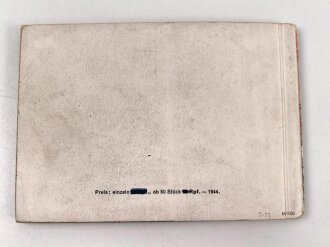 Preis: einzeln ab 50 Stück Rpf. — 1944.